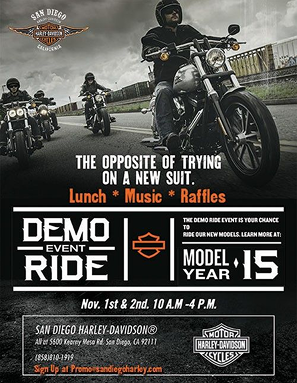 SAN DIEGO
HARLEY-DAVIDSON
CALIFORNIA
THE OPPOSITE OF TRYING
ON A NEW SUIT.
Lunch * Music * Raffles
DEMO
EVENT
RIDE
THE DEMO RIDE EVENT IS YOUR CHANCE
TO
RIDE OUR NEW MODELS. LEARN MORE AT:
MODEL
YEAR 15
Nov. 1st & 2nd. 10 A.M -4 P.M.
SAN DIEGO HARLEY-DAVIDSON®
All at 5600 Kearny Mesa Rd. San Diego, CA 92111
(858)810-1919
Sign Up at Promo@sandiegoharley.com
MOTOR
HARLEY-DAVIDSON
CYCLES